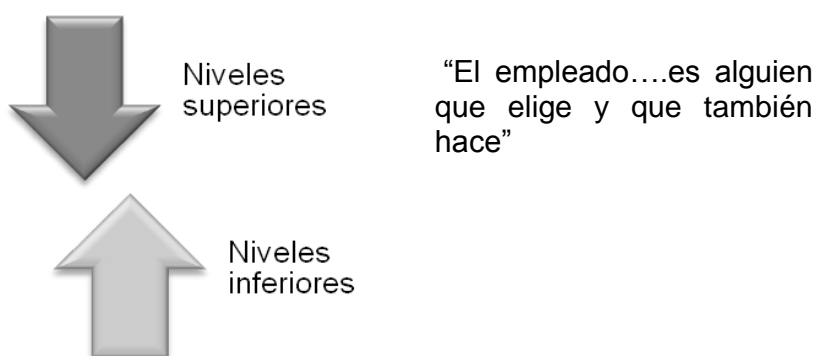 Niveles
superiores
“El empleado….es alguien
que elige y que también
hace”
Niveles
inferiores